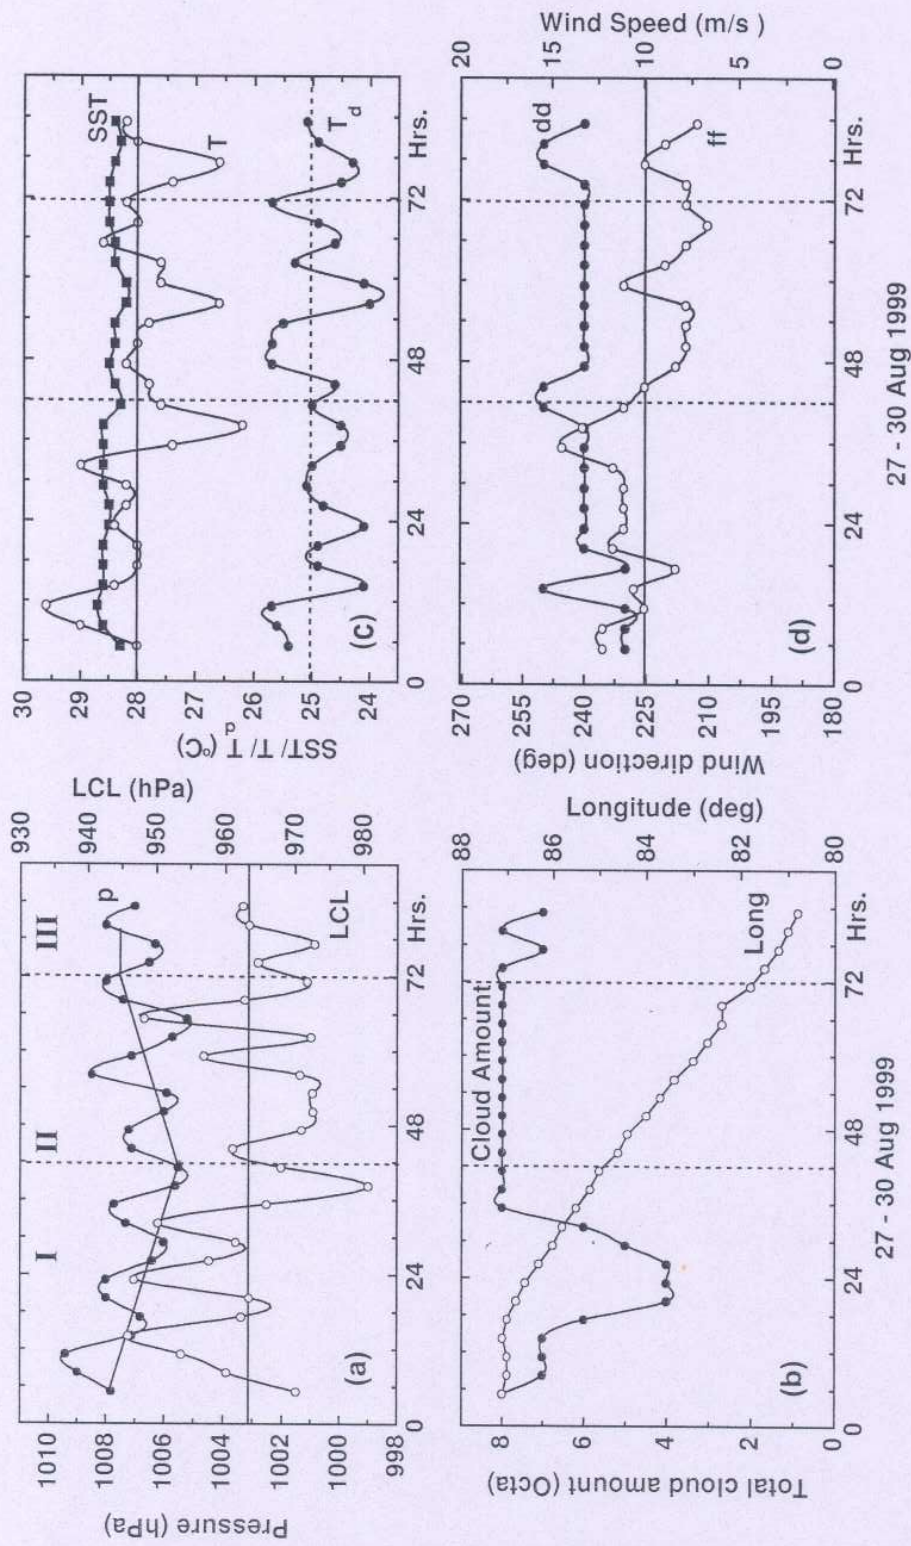 I
II
III
p
LCL
(a)
1010
1008
1006
1004
1002
1000
998
Pressure (hPa)
930
940
950
960
970
980
LCL (hPa)
0
24
48
72
Hrs.
SST
T
T_d
(c)
30
29
28
27
26
25
24
SST/T/T_d (°C)
0
24
48
72
Hrs.
Cloud Amount
Long
(b)
8
6
4
2
0
Total cloud amount (Octa)
88
86
84
82
80
Longitude (deg)
0
24
48
72
Hrs.
27 - 30 Aug 1999
dd
ff
(d)
270
255
240
225
210
195
180
Wind direction (deg)
20
15
10
5
0
Wind Speed (m/s )
0
24
48
72
Hrs.
27 - 30 Aug 1999